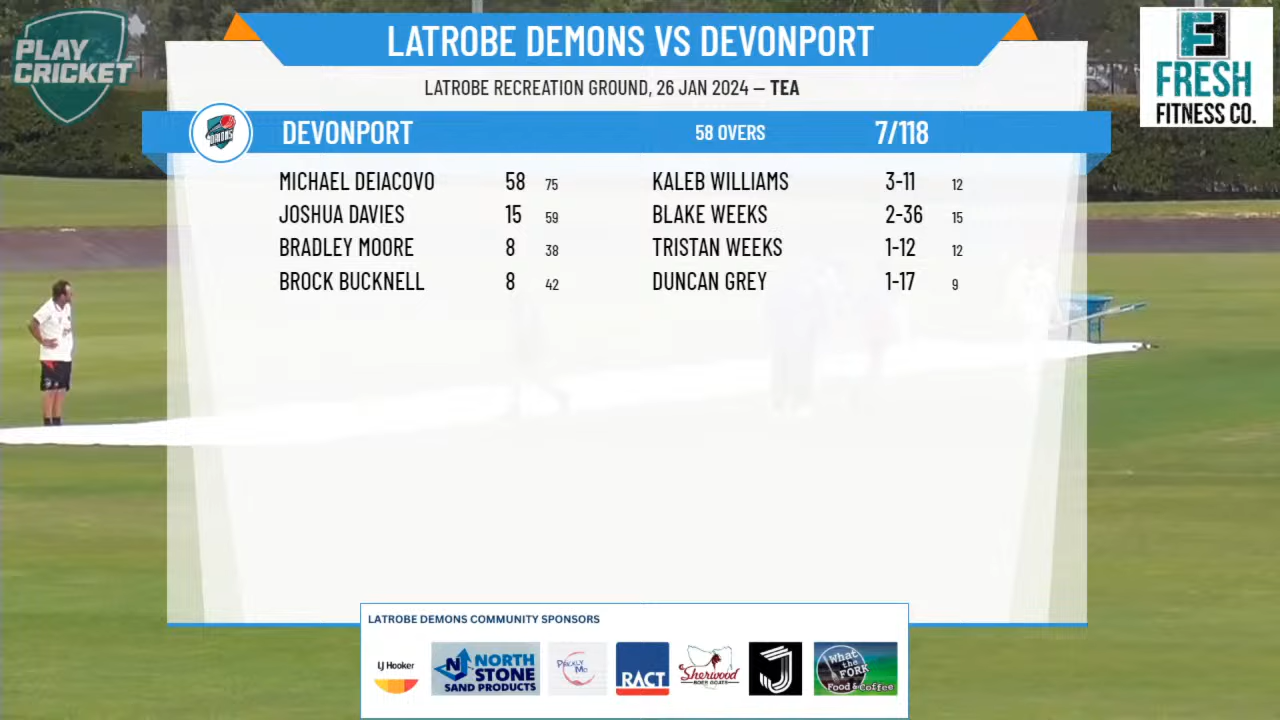 PLAY
CRICKET
LATROBE DEMONS VS DEVONPORT
LATROBE RECREATION GROUND, 26 JAN 2024 – TEA
FRESH
FITNESS CO.
DEVONPORT 58 OVERS 7/118
MICHAEL DEIACOVO 58 75 KALEB WILLIAMS 3-11 12
JOSHUA DAVIES 15 59 BLAKE WEEKS 2-36 15
BRADLEY MOORE 8 38 TRISTAN WEEKS 1-12 12
BROCK BUCKNELL 8 42 DUNCAN GREY 1-17 9
LATROBE DEMONS COMMUNITY SPONSORS
LJ Hooker
NORTH
STONE
SAND PRODUCTS
RACT
Sherwood
BOER GOATS
What
the
FORK
Food & Coffee